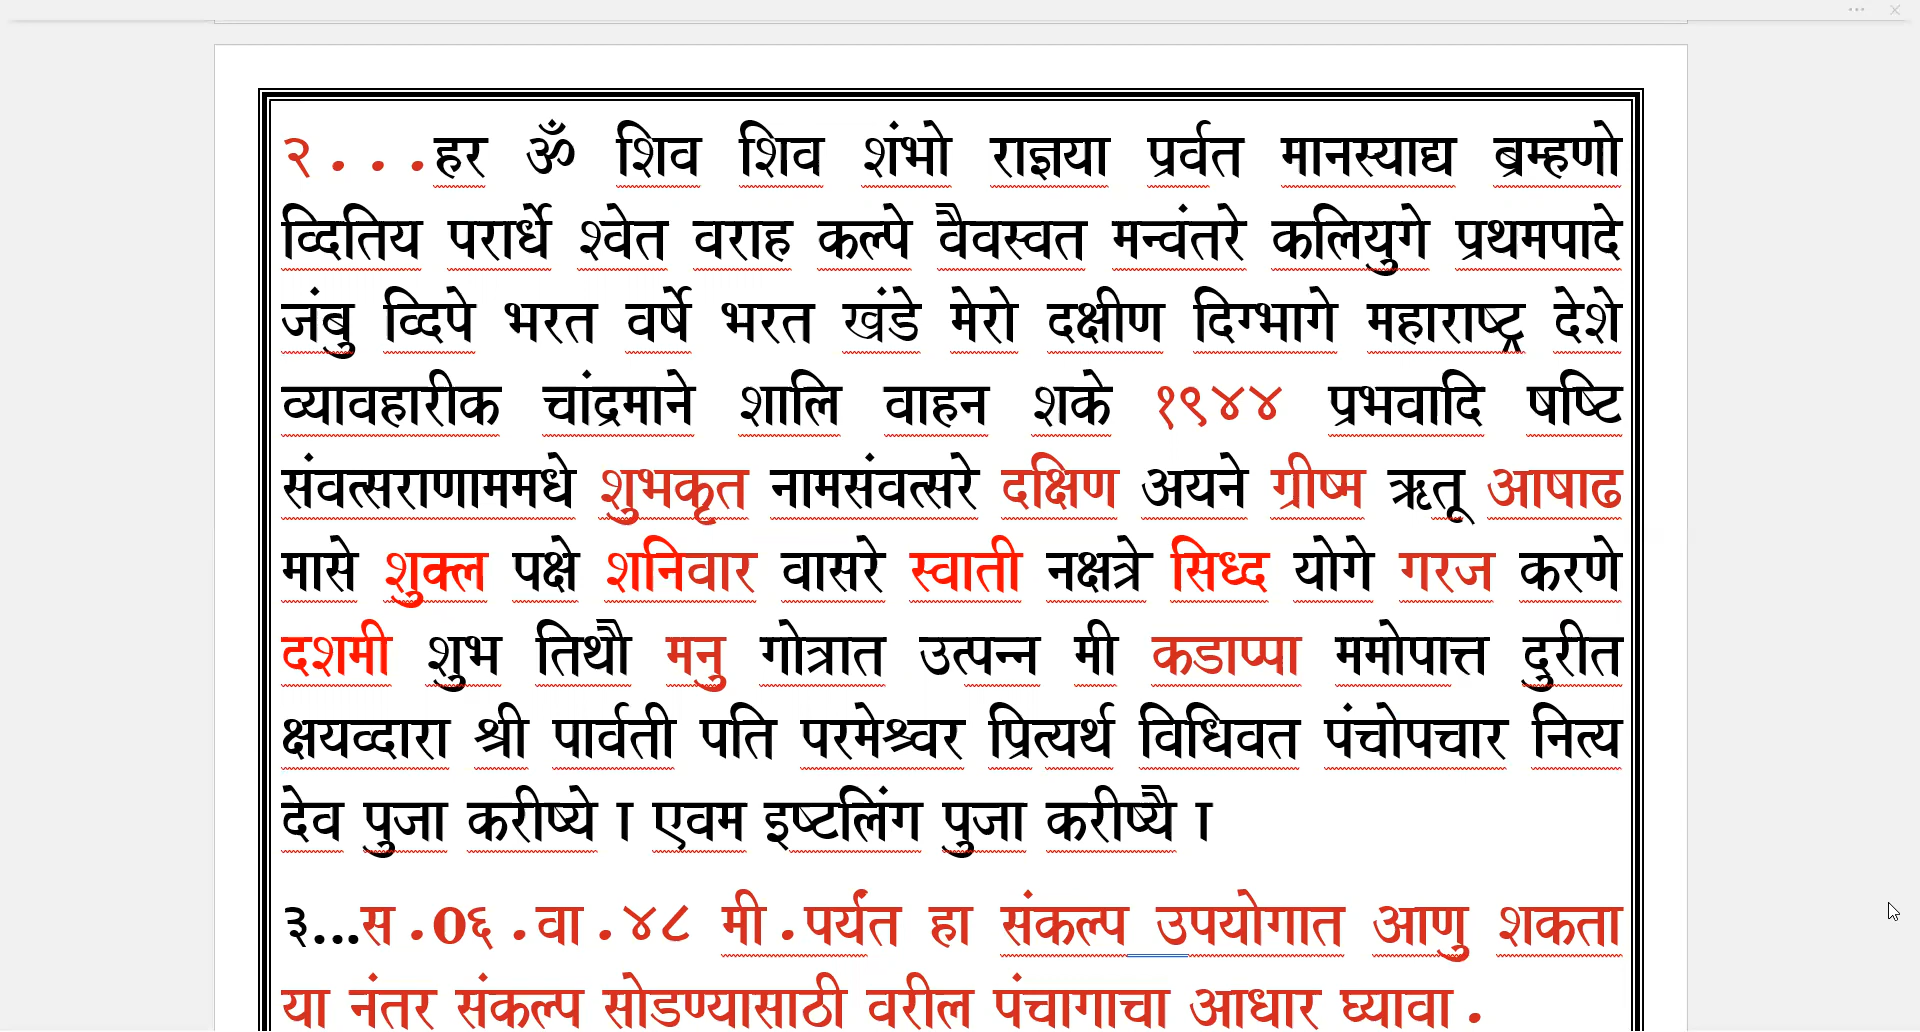 २...हर ॐ शिव शिव शंभो राज्ञया प्रर्वत मानस्याद्य ब्रम्हणो
व्दितिय परार्धे श्वेत वराह कल्पे वैवस्वत मन्वंतरे कलियुगे प्रथमपादे
जंबु व्दिपे भरत वर्षे भरत खंडे मेरो दक्षीण दिग्भागे महाराष्ट्र देशे
व्यावहारीक चांद्रमाने शालि वाहन शके १९४४ प्रभवादि षष्टि
संवत्सराणाममधे शुभकृत नामसंवत्सरे दक्षिण अयने ग्रीष्म ऋतू आषाढ
मासे शुक्ल पक्षे शनिवार वासरे स्वाती नक्षत्रे सिध्द योगे गरज करणे
दशमी शुभ तिथौ मनु गोत्रात उत्पन्न मी कडाप्पा ममोपात्त दुरीत
क्षयव्दारा श्री पार्वती पति परमेश्र्वर प्रित्यर्थ विधिवत पंचोपचार नित्य
देव पुजा करीष्ये । एवम इष्टलिंग पुजा करीष्यै ।
३...स.0६.वा.४८ मी.पर्यंत हा संकल्प उपयोगात आणु शकता
या नंतर संकल्प सोडण्यासाठी वरील पंचागाचा आधार घ्यावा.